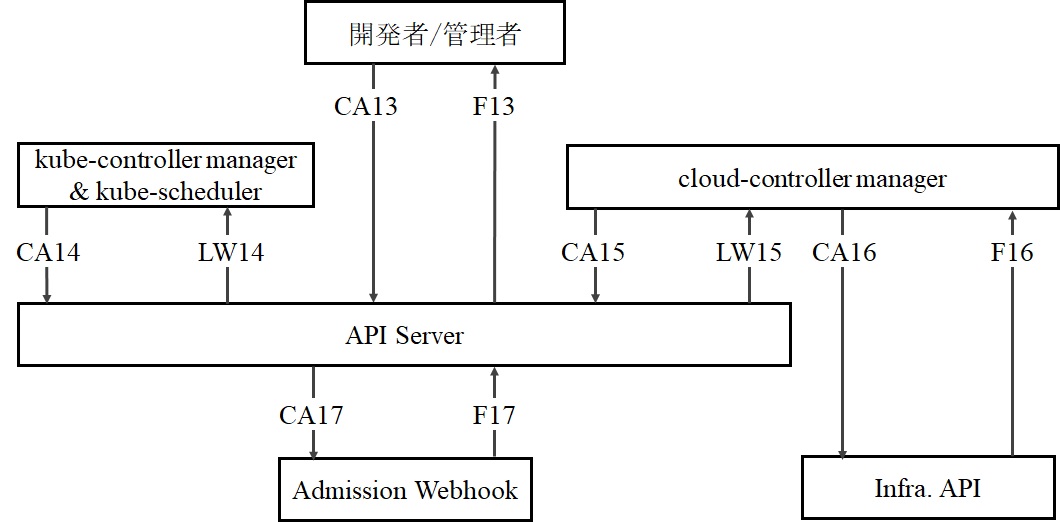 開発者/管理者
CA13
F13
kube-controller manager
& kube-scheduler
cloud-controller manager
CA14
LW14
CA15
LW15
CA16
F16
API Server
CA17
F17
Admission Webhook
Infra. API